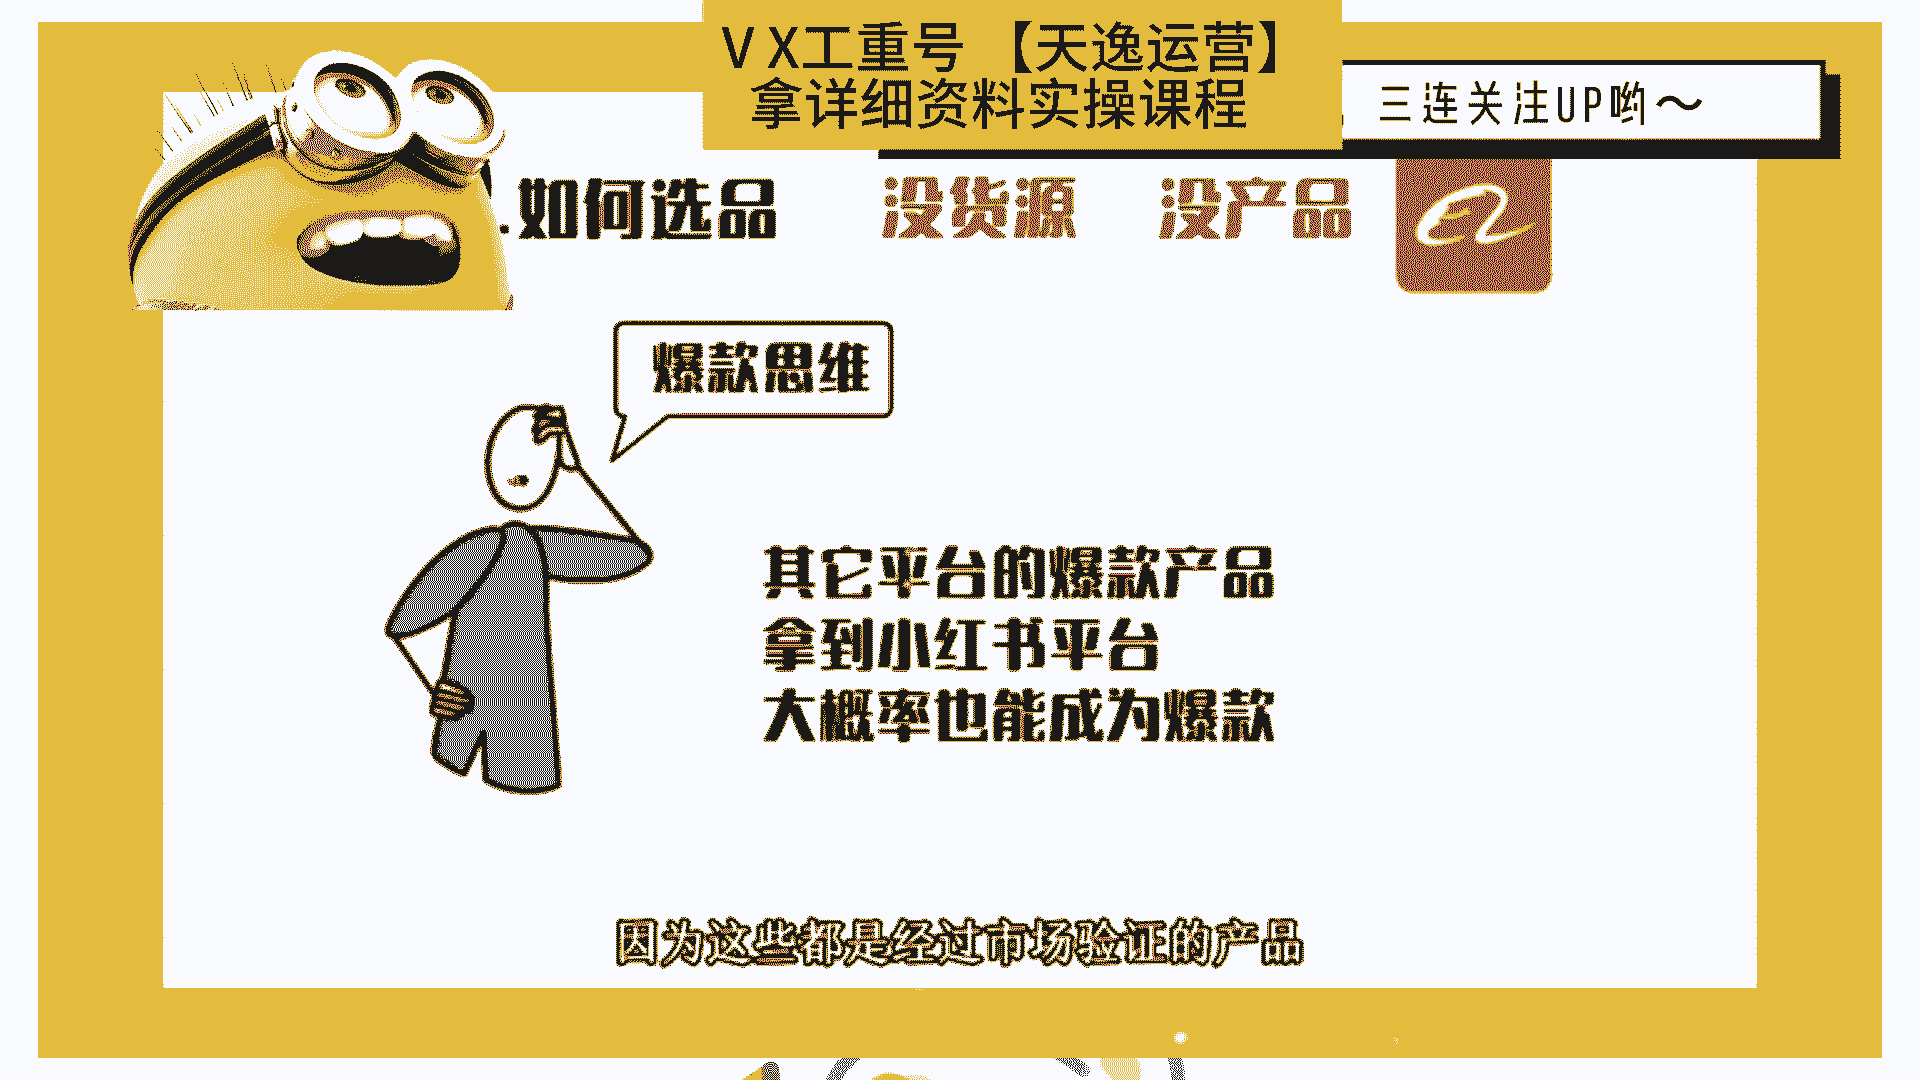 VX工重号 【天逸运营】
拿详细资料实操课程
三连关注UP哟～
.如何选品 没货源 没产品
爆款思维
其它平台的爆款产品
拿到小红书平台
大概率也能成为爆款
因为这些都是经过市场验证的产品